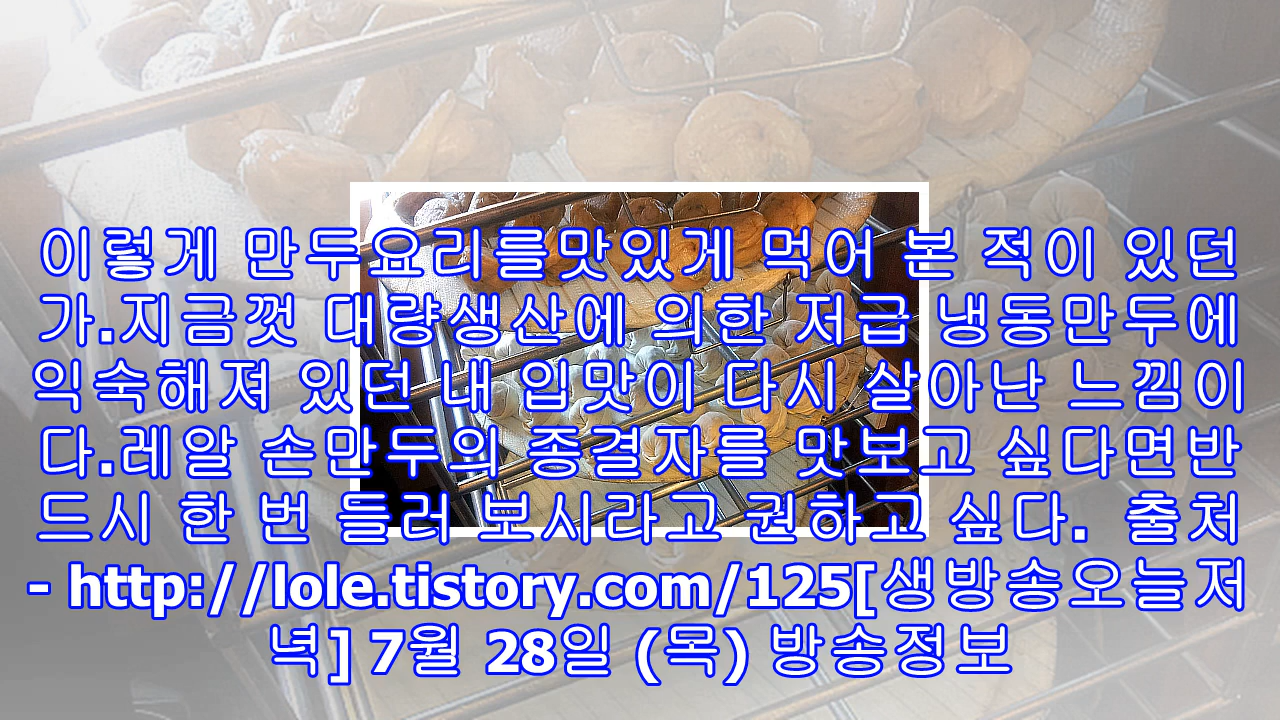 이렇게 만두요리를맛있게 먹어 본 적이 있던
가.지금껏 대량생산에 의한 저급 냉동만두에
익숙해져 있던 내 입맛이 다시 살아난 느낌이
다.레알 손만두의 종결자를 맛보고 싶다면반
드시 한 번 들러 보시라고 권하고 싶다.  출처
- http://lole.tistory.com/125[생방송오늘저
녁] 7월 28일 (목) 방송정보